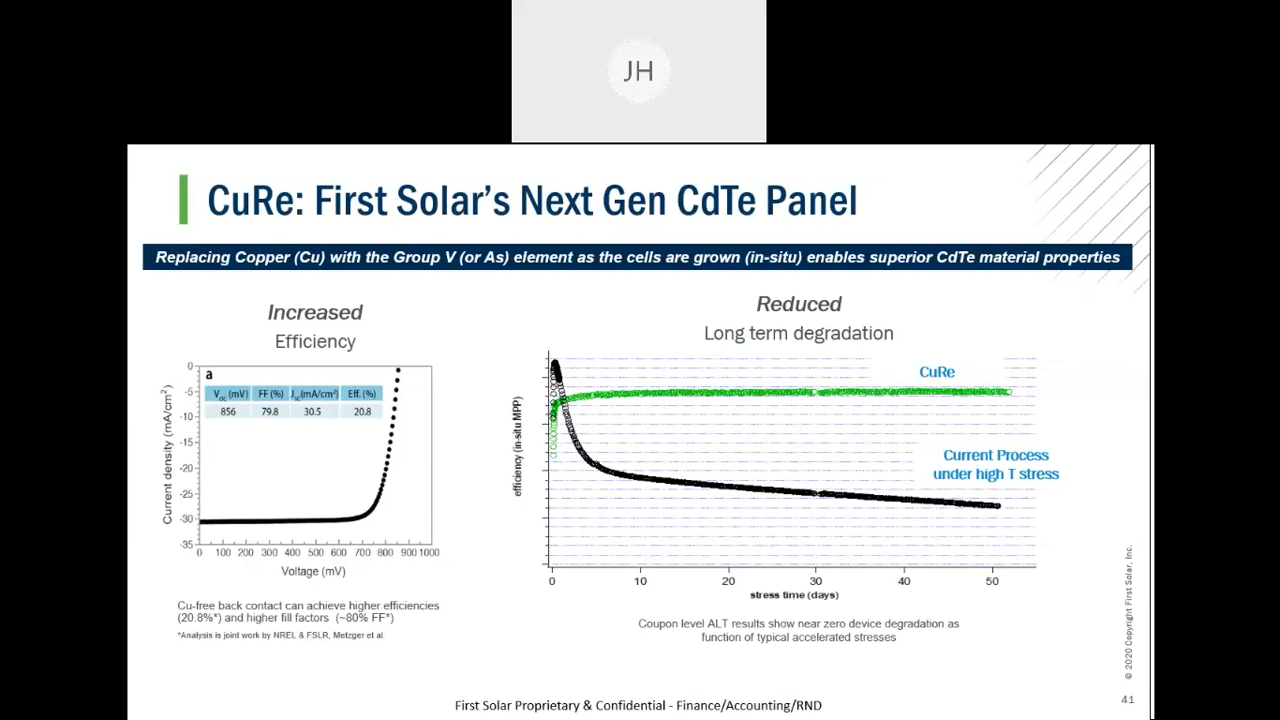 JH
CuRe: First Solar’s Next Gen CdTe Panel
Replacing Copper (Cu) with the Group V (or As) element as the cells are grown (in-situ) enables superior CdTe material properties
Increased
Efficiency
a
Voc (mV) FF (%) Jsc(mA/cm²) Eff. (%)
856 79.8 30.5 20.8
Current density (mA/cm²)
0
-5
-10
-15
-20
-25
-30
-35
0 100 200 300 400 500 600 700 800 900 1000
Voltage (mV)
Cu-free back contact can achieve higher efficiencies
(20.8%*) and higher fill factors (~80% FF*)
*Analysis is joint work by NREL & FSLR, Metzger et al.
Reduced
Long term degradation
efficiency (in-situ MPP)
CuRe
Current Process
under high T stress
0 10 20 30 40 50
stress time (days)
Coupon level ALT results show near zero device degradation as
function of typical accelerated stresses
© 2020 Copyright First Solar, Inc.
41
First Solar Proprietary & Confidential - Finance/Accounting/RND